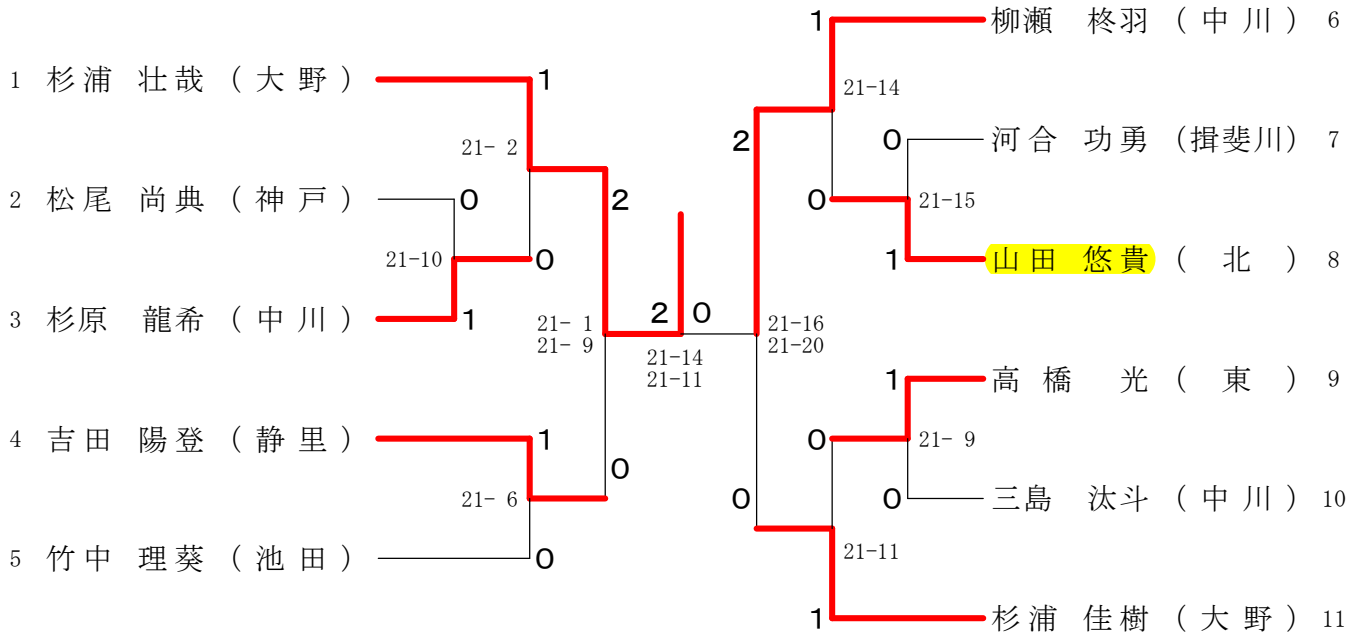 1 杉浦 壮哉 (大野)
1
21- 2
2 松尾 尚典 (神戸)
0
2
21-10
0
3 杉原 龍希 (中川)
1
21- 1
21- 9
4 吉田 陽登 (静里)
1
0
21- 6
5 竹中 理葵 (池田)
0
2 0
21-14
21-11
1
柳瀬 柊羽 (中川) 6
21-14
2
0
河合 功勇 (揖斐川) 7
0
21-15
1
山田 悠貴 ( 北 ) 8
21-16
21-20
1
高橋 光 ( 東 ) 9
0
21- 9
0
0
三島 汰斗 (中川) 10
21-11
1
杉浦 佳樹 (大野) 11